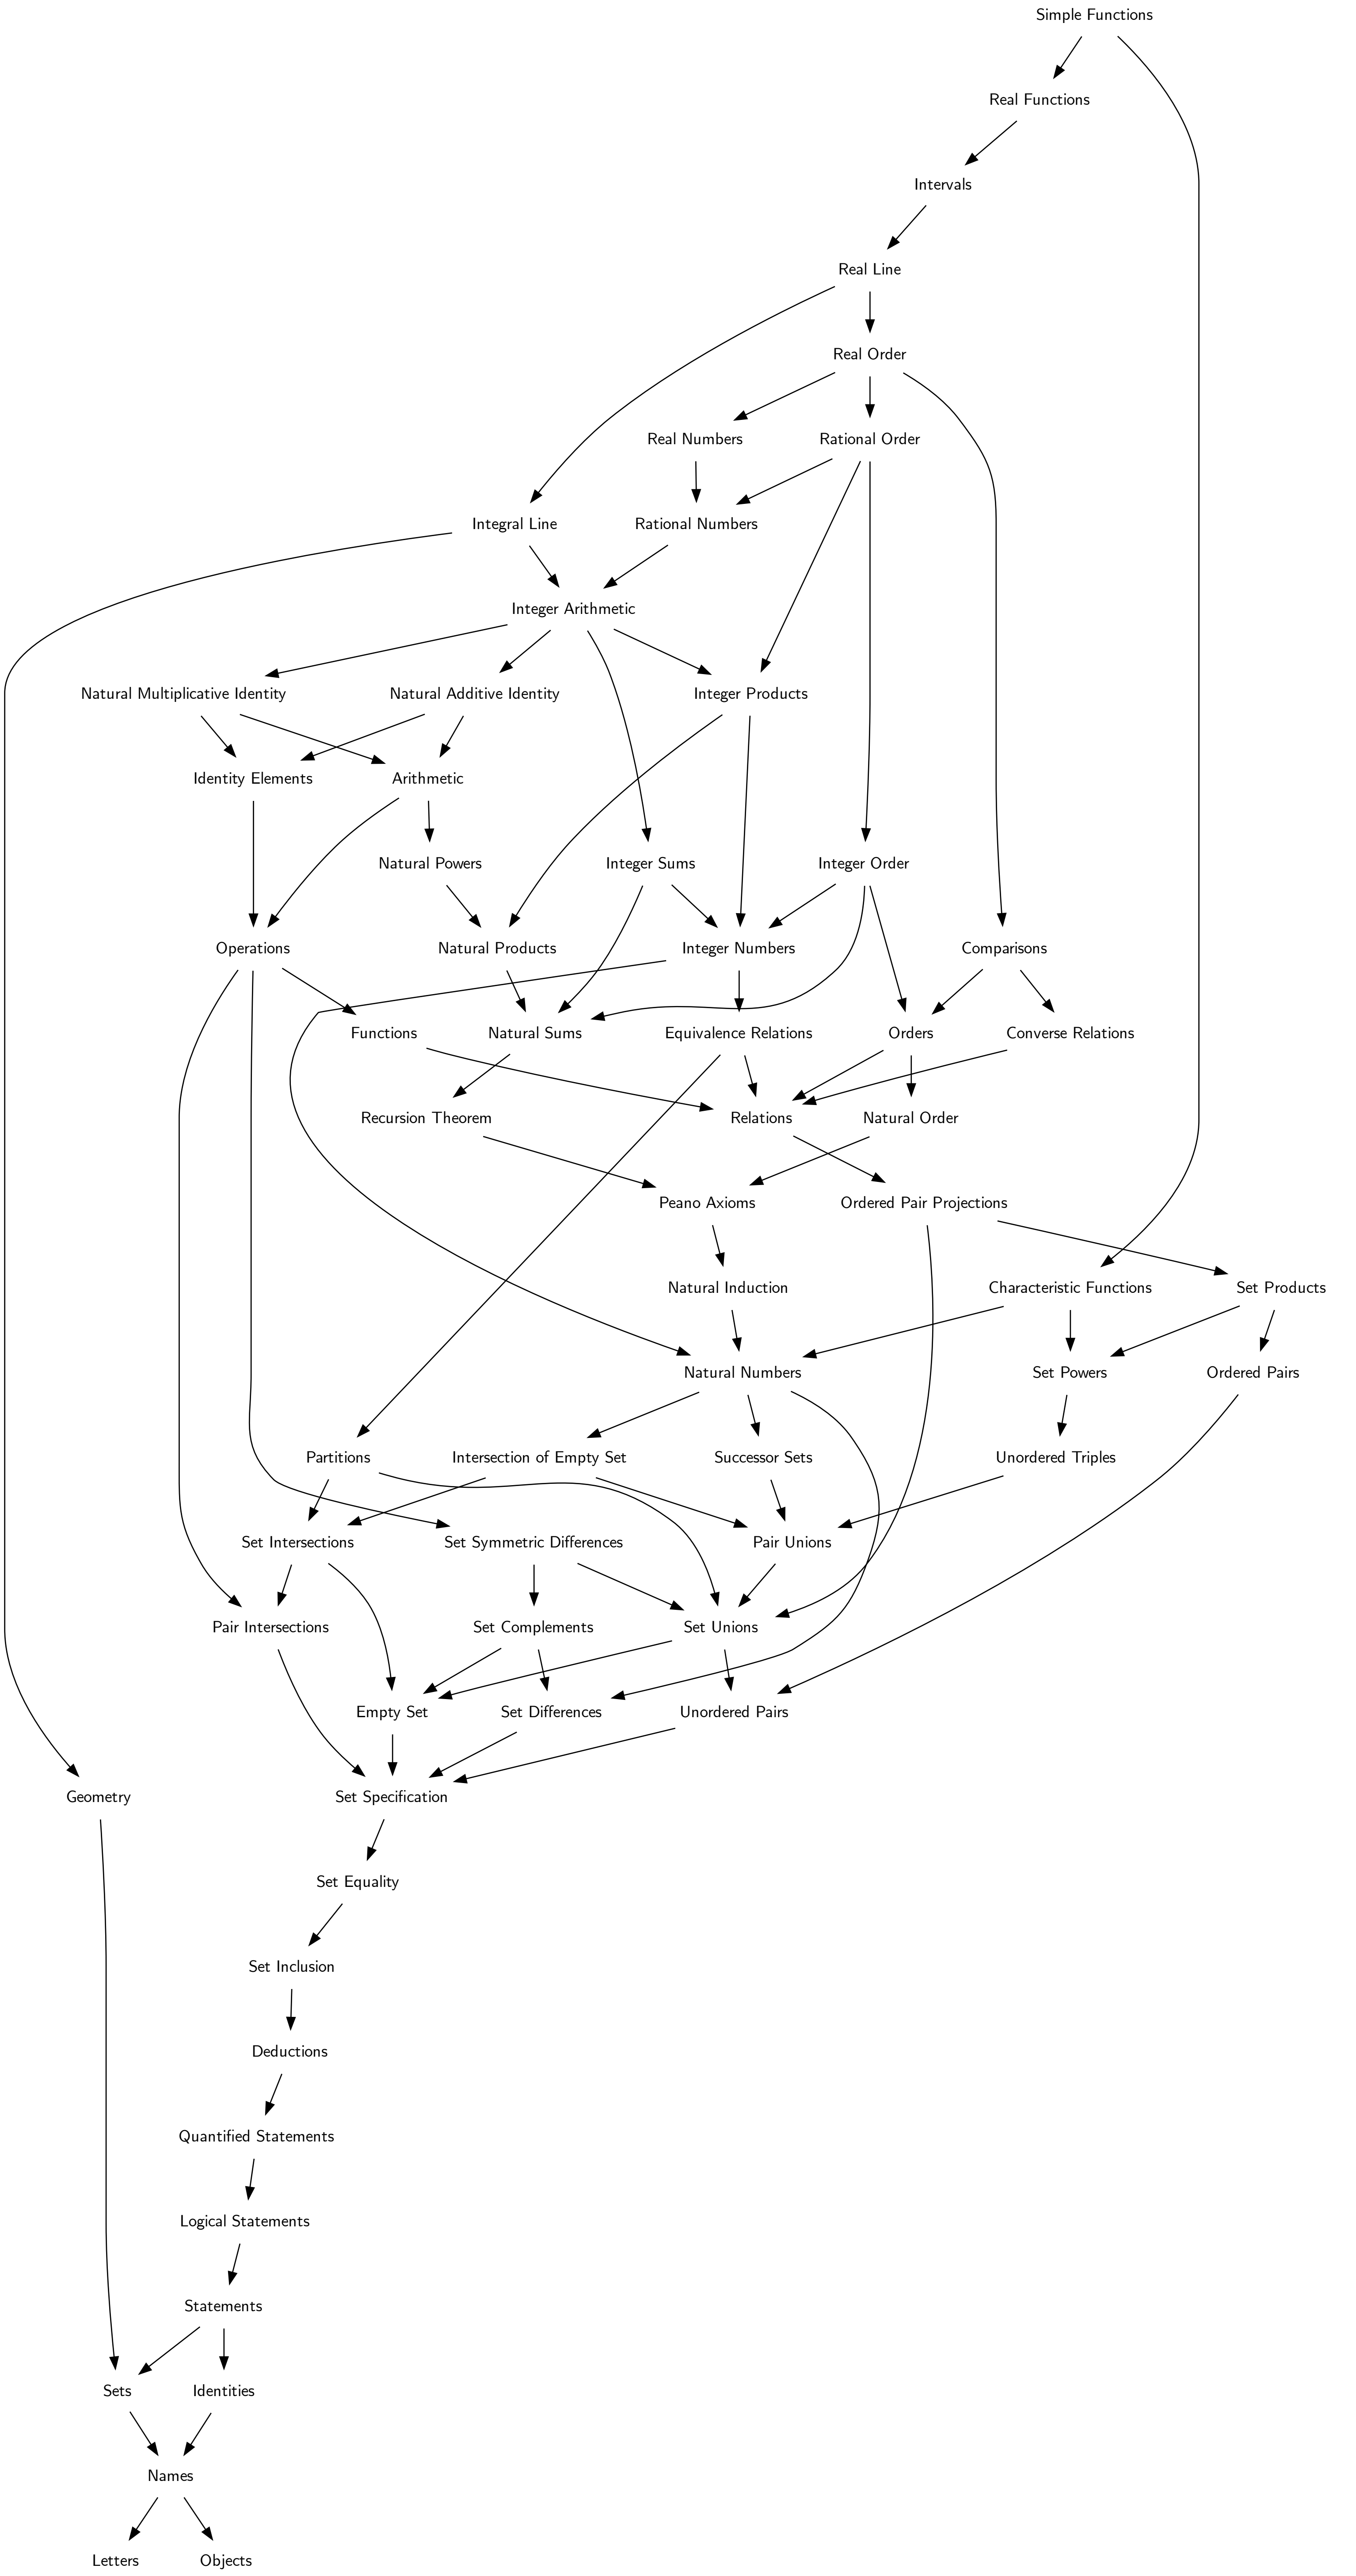 Simple Functions
Real Functions
Intervals
Real Line
Real Order
Real Numbers
Rational Order
Integral Line
Rational Numbers
Integer Arithmetic
Natural Multiplicative Identity
Natural Additive Identity
Integer Products
Identity Elements
Arithmetic
Natural Powers
Integer Sums
Integer Order
Operations
Natural Products
Integer Numbers
Comparisons
Functions
Natural Sums
Equivalence Relations
Orders
Converse Relations
Recursion Theorem
Relations
Natural Order
Peano Axioms
Ordered Pair Projections
Natural Induction
Characteristic Functions
Set Products
Natural Numbers
Set Powers
Ordered Pairs
Partitions
Intersection of Empty Set
Successor Sets
Unordered Triples
Set Intersections
Set Symmetric Differences
Pair Unions
Pair Intersections
Set Complements
Set Unions
Empty Set
Set Differences
Unordered Pairs
Geometry
Set Specification
Set Equality
Set Inclusion
Deductions
Quantified Statements
Logical Statements
Statements
Sets
Identities
Names
Letters
Objects